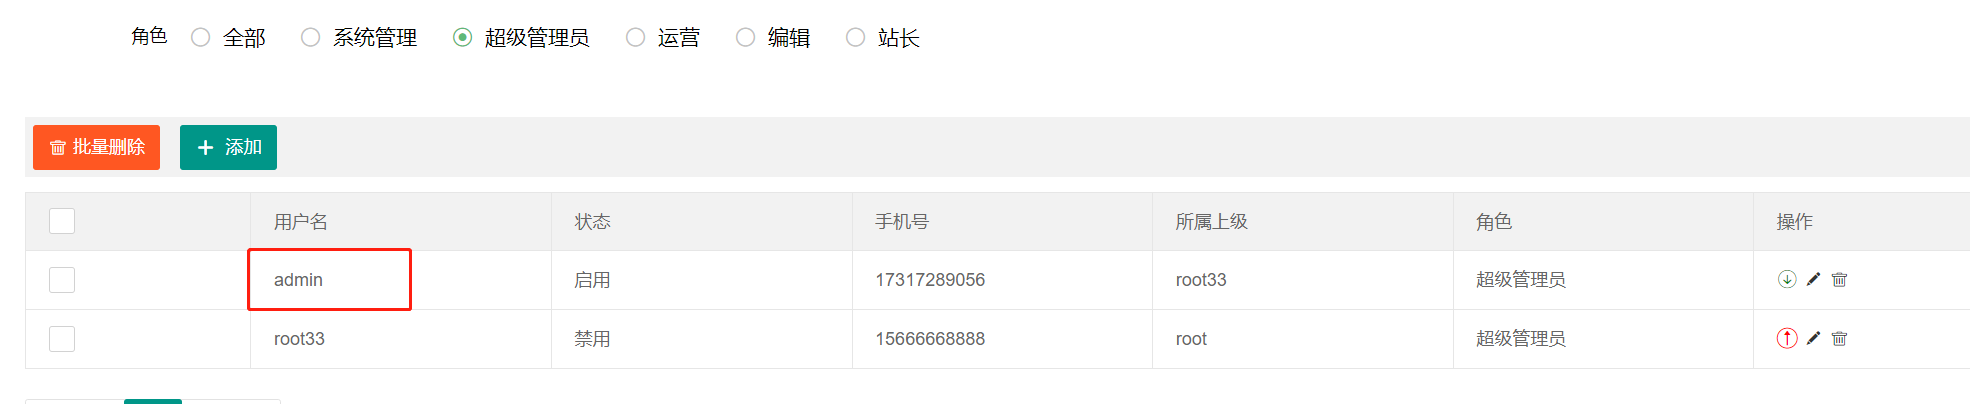 角色 全部 系统管理 超级管理员 运营 编辑 站长
批量删除 添加
用户名 状态 手机号 所属上级 角色 操作
admin 启用 17317289056 root33 超级管理员
root33 禁用 15666668888 root 超级管理员